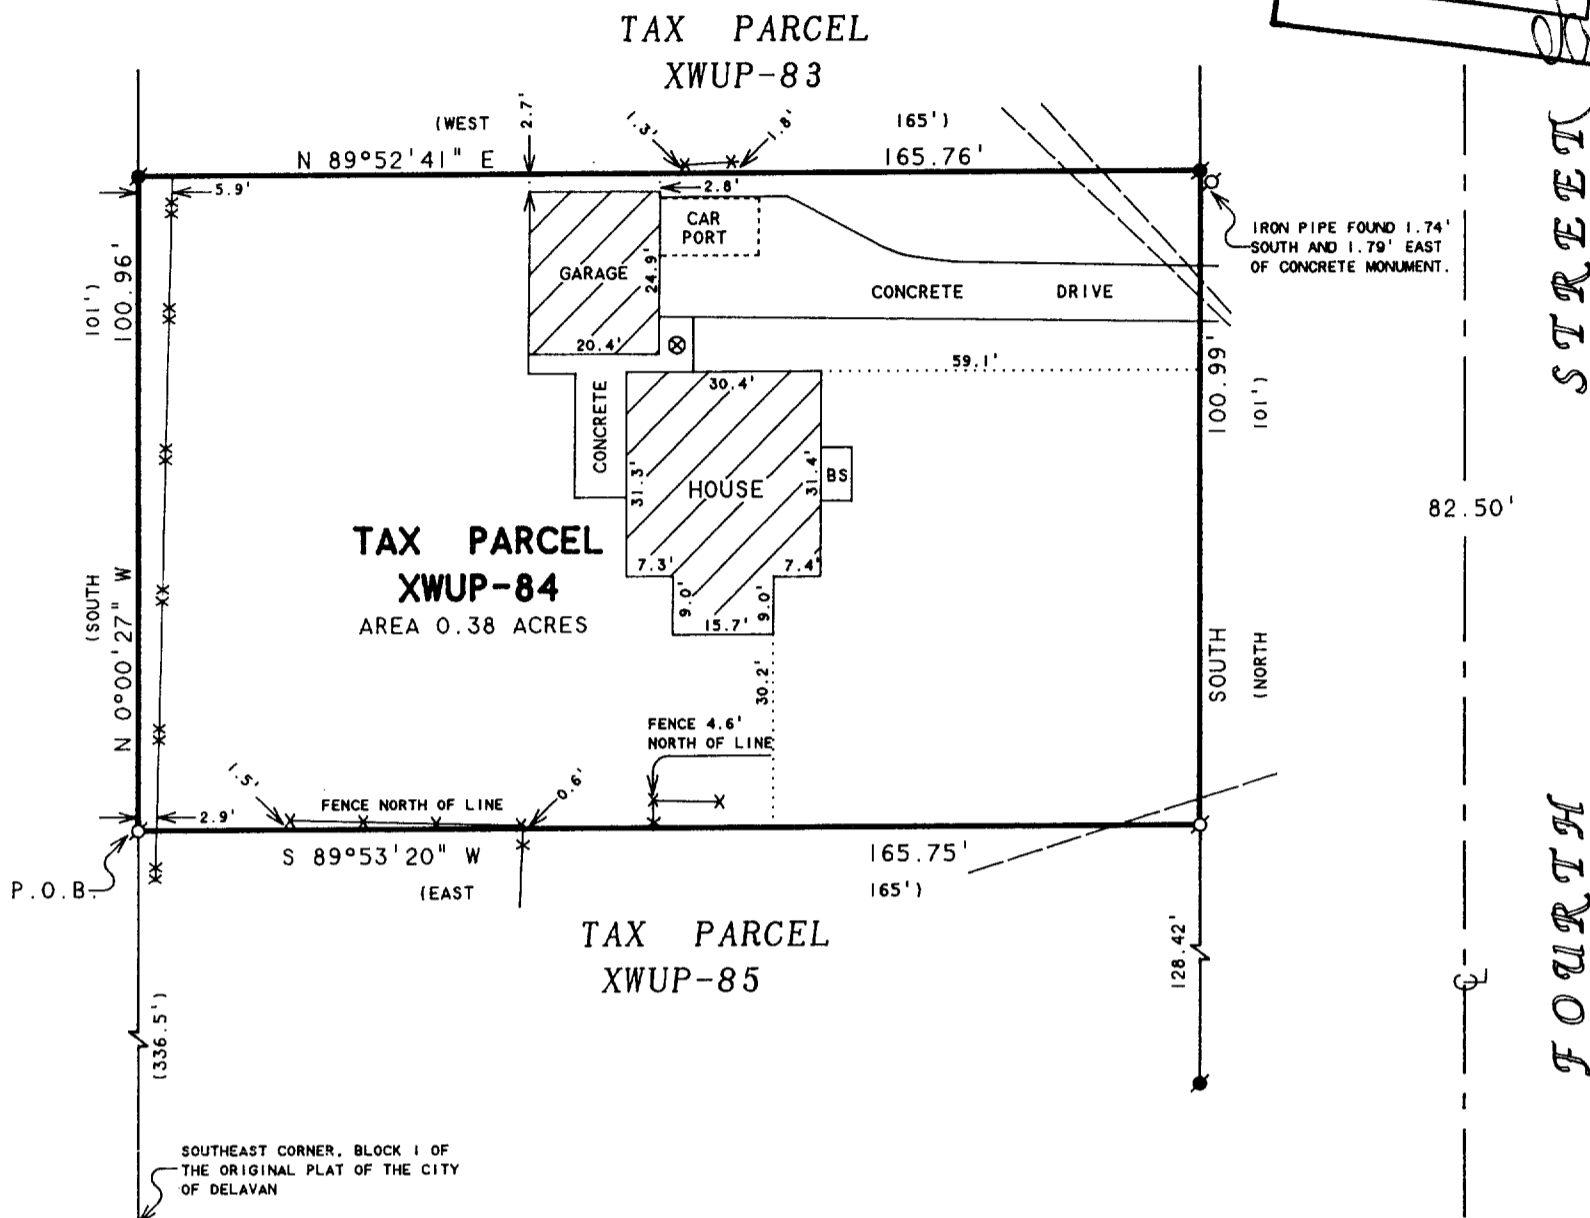 TAX PARCEL
XWUP-83
(WEST
2.7'
1.3'
1.8'
165')
N 89°52'41" E
165.76'
5.9'
2.8'
CAR
PORT
GARAGE
24.9'
20.4'
CONCRETE DRIVE
IRON PIPE FOUND 1.74'
SOUTH AND 1.79' EAST
OF CONCRETE MONUMENT.
STREET
101')
100.96'
59.1'
100.99'
101')
30.4'
CONCRETE
31.3'
HOUSE
31.4'
BS
82.50'
TAX PARCEL
XWUP-84
AREA 0.38 ACRES
7.3'
7.4'
9.0'
9.0'
15.7'
(SOUTH
N 0°00'27" W
SOUTH
(NORTH
30.2'
FENCE 4.6'
NORTH OF LINE
1.5'
FENCE NORTH OF LINE
0.6'
2.9'
S 89°53'20" W
165.75'
P.O.B.
(EAST
165')
TAX PARCEL
XWUP-85
128.42'
FOURTH
CL
(336.5')
SOUTHEAST CORNER, BLOCK 1 OF
THE ORIGINAL PLAT OF THE CITY
OF DELAVAN